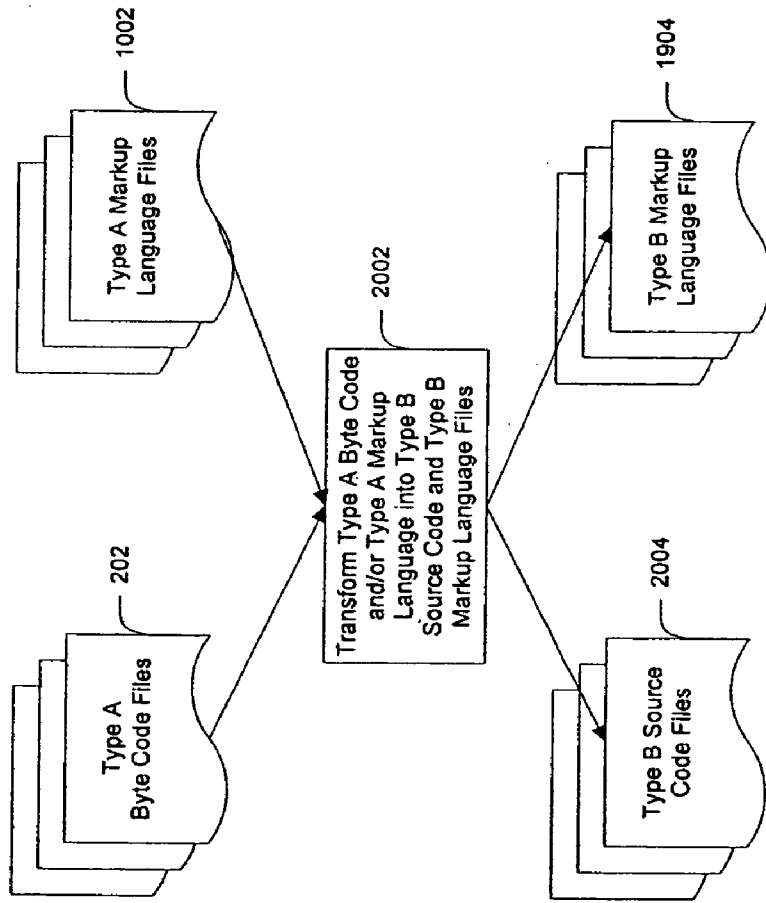 202
Type A
Byte Code Files
1002
Type A Markup
Language Files
2002
Transform Type A Byte Code
and/or Type A Markup
Language into Type B
Source Code and Type B
Markup Language Files
2004
Type B Source
Code Files
1904
Type B Markup
Language Files